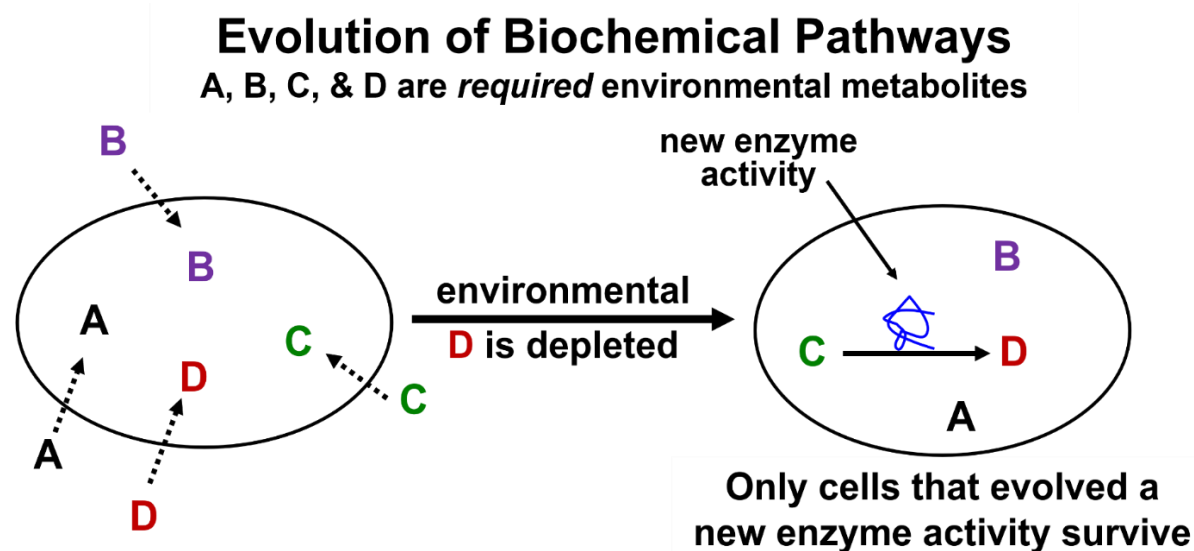 Evolution of Biochemical Pathways
A, B, C, & D are required environmental metabolites
B
B
A
C
D
C
A
D
environmental
D is depleted
new enzyme
activity
B
C
D
A
Only cells that evolved a
new enzyme activity survive